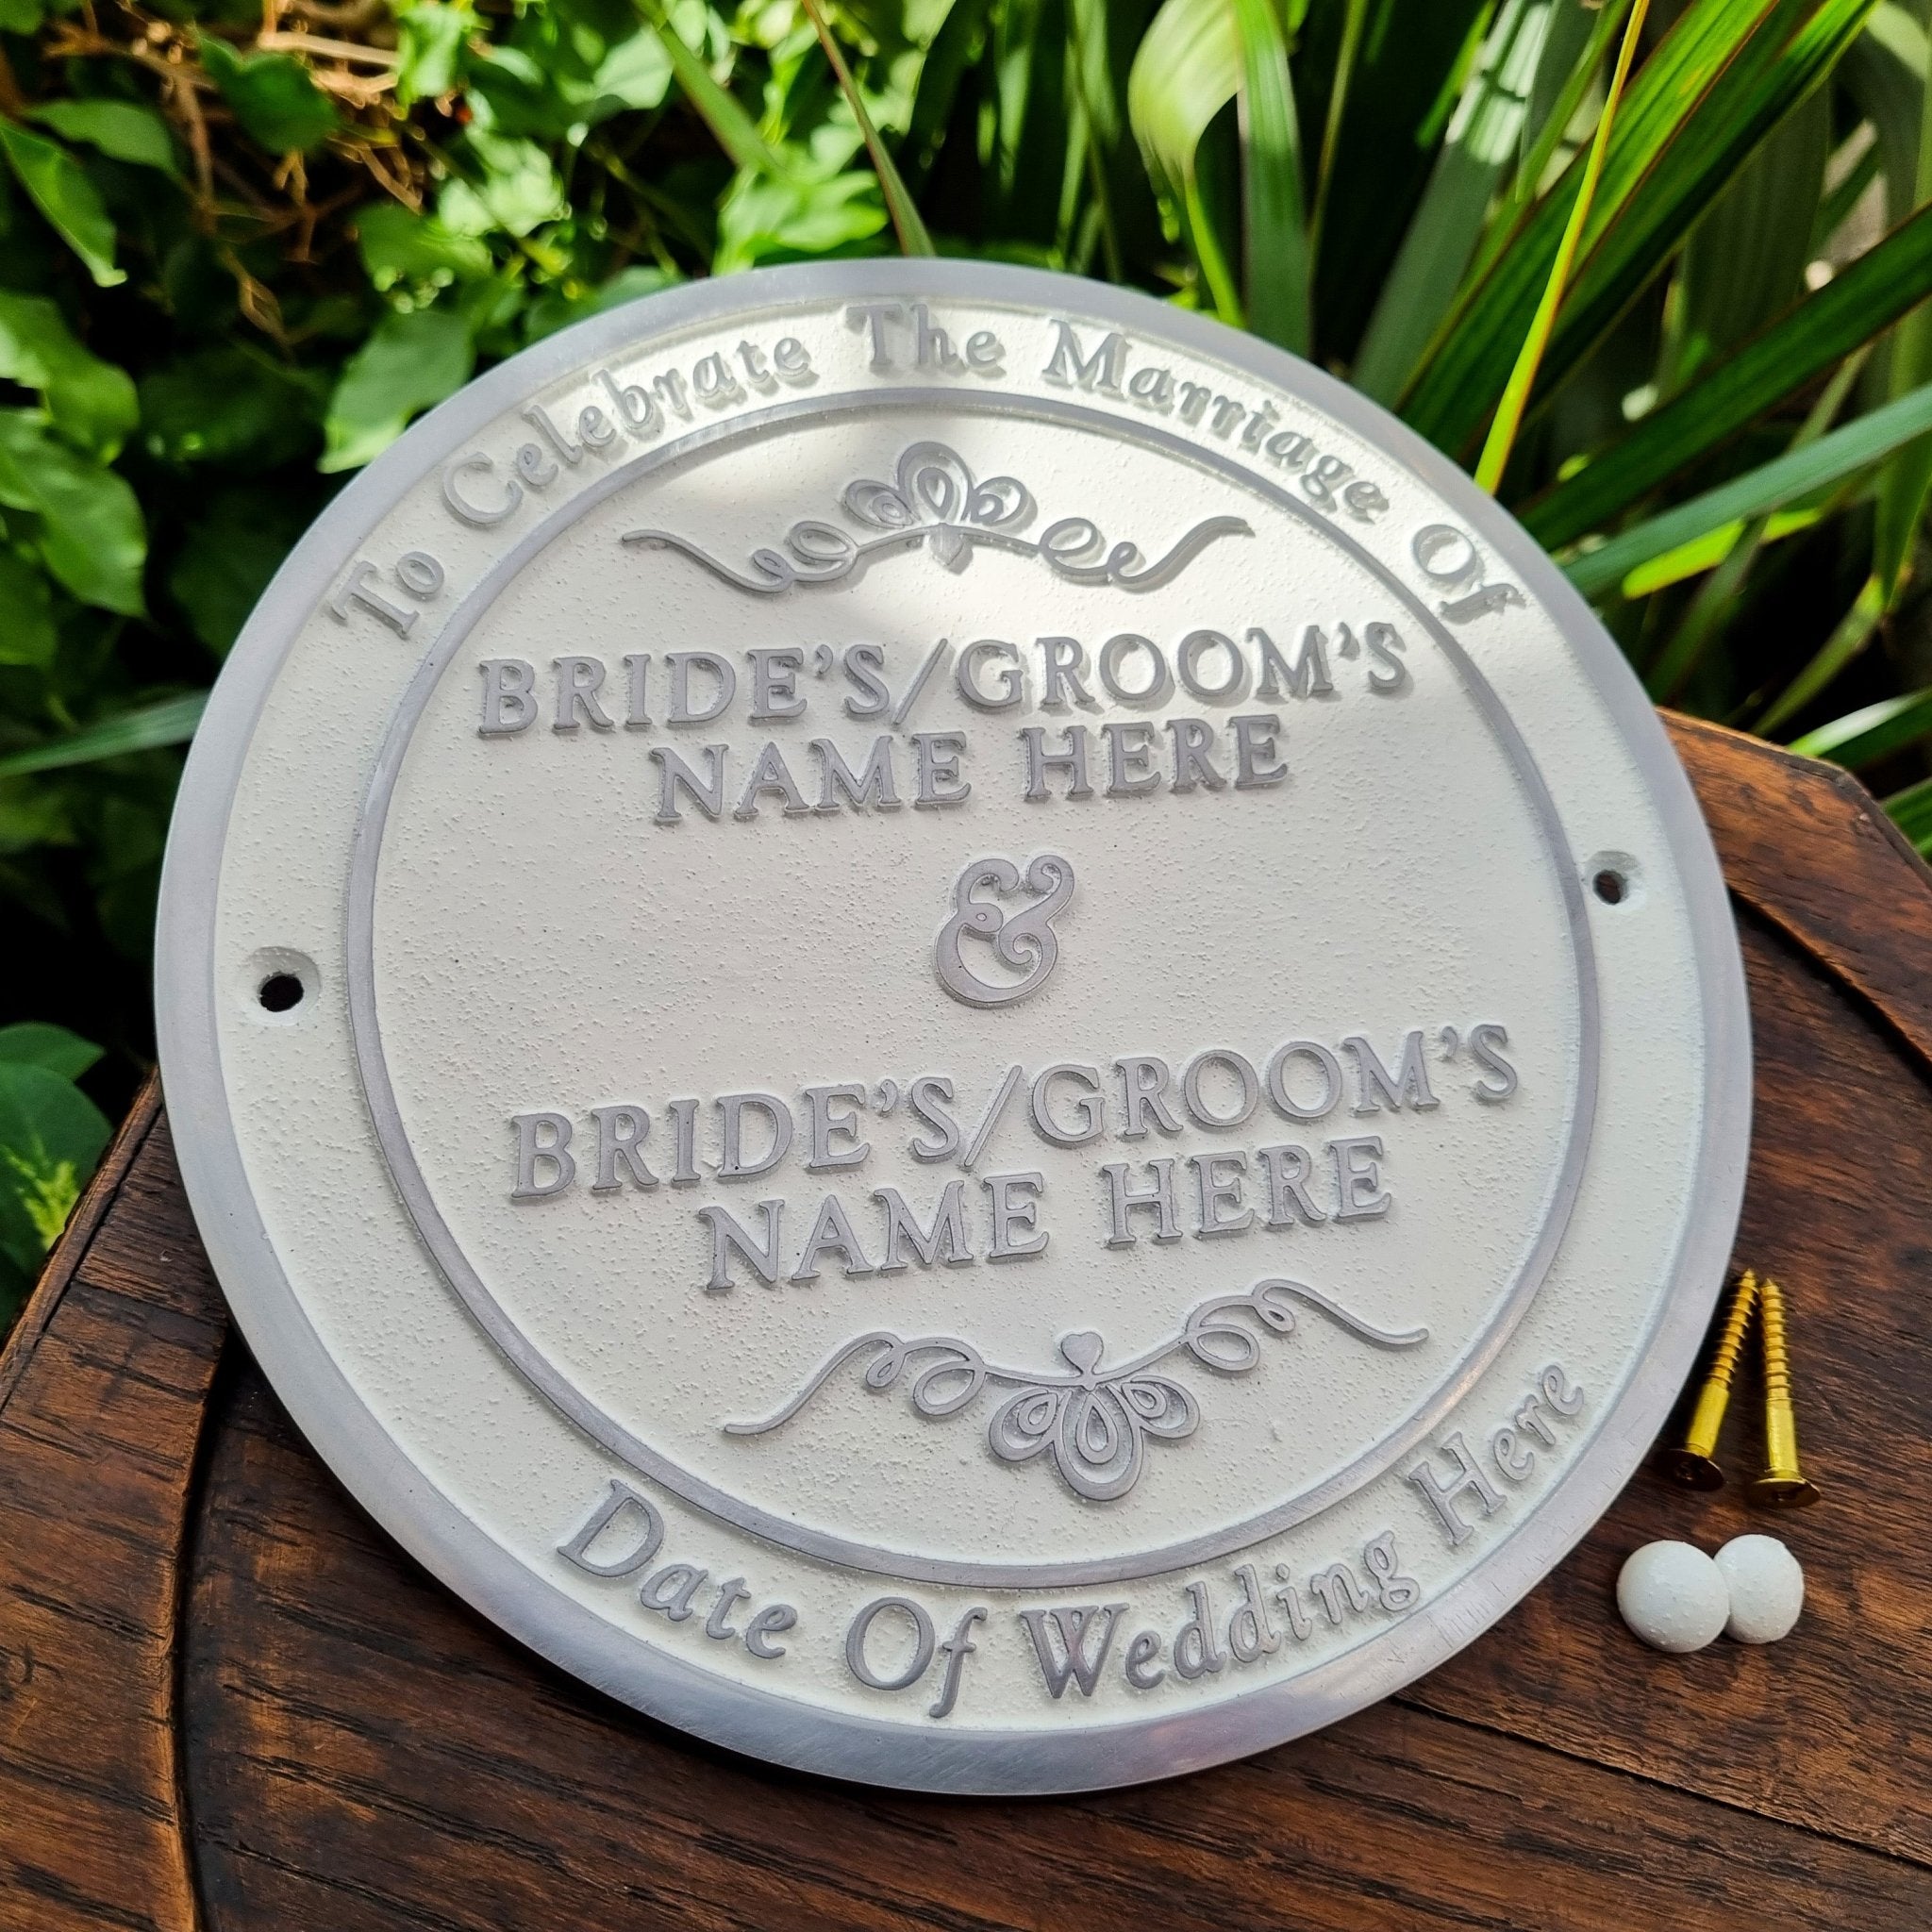 To Celebrate The Marriage Of
BRIDE'S/GROOM'S
NAME HERE
&
BRIDE'S/GROOM'S
NAME HERE
Date Of Wedding Here